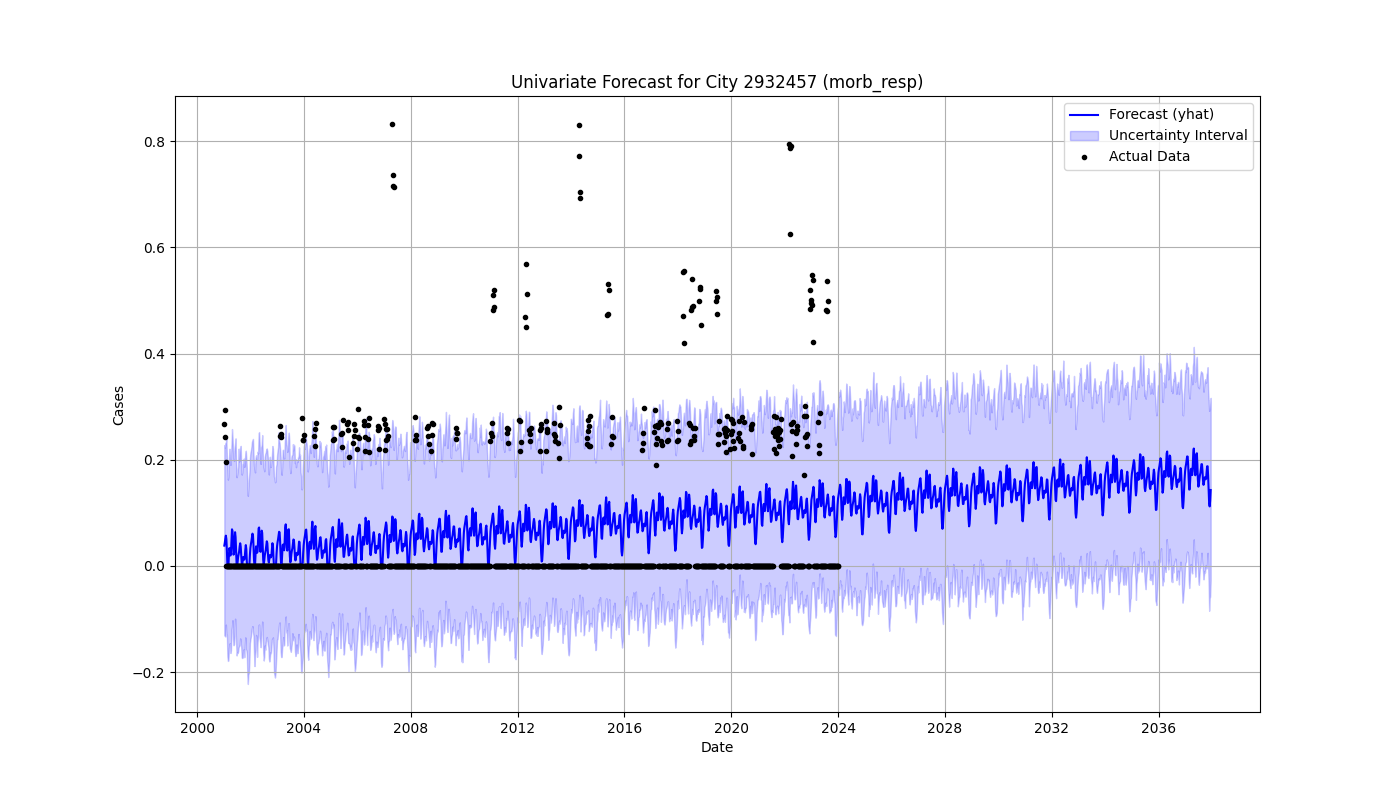 Univariate Forecast for City 2932457 (morb_resp)
Forecast (yhat)
Uncertainty Interval
Actual Data
Cases
0.8
0.6
0.4
0.2
0.0
−0.2
2000 2004 2008 2012 2016 2020 2024 2028 2032 2036
Date